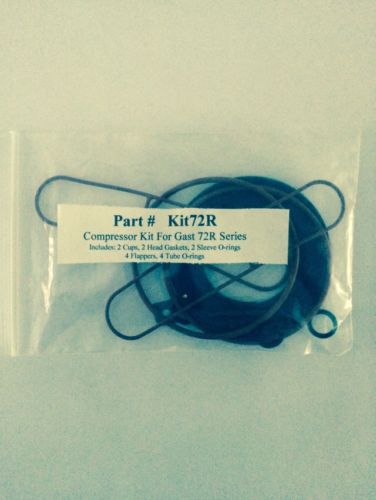 Part # Kit72R
Compressor Kit For Gast 72R Series
Includes: 2 Cups, 2 Head Gaskets, 2 Sleeve O-rings
4 Flappers, 4 Tube O-rings